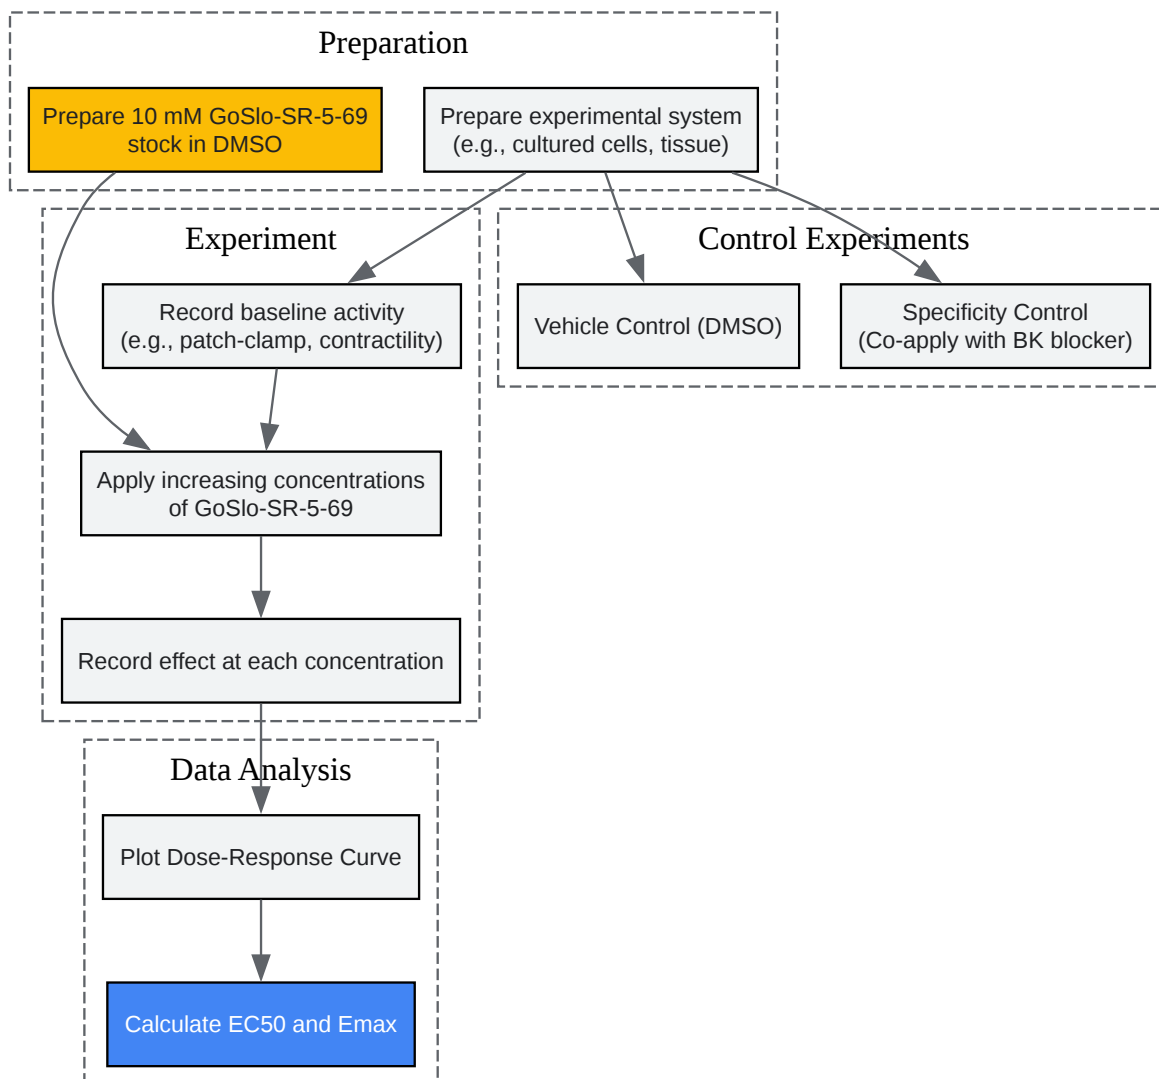 Preparation
Prepare 10 mM GoSlo-SR-5-69
stock in DMSO
Prepare experimental system
(e.g., cultured cells, tissue)
Experiment
Control Experiments
Record baseline activity
(e.g., patch-clamp, contractility)
Vehicle Control (DMSO)
Specificity Control
(Co-apply with BK blocker)
Apply increasing concentrations
of GoSlo-SR-5-69
Record effect at each concentration
Data Analysis
Plot Dose-Response Curve
Calculate EC50 and Emax